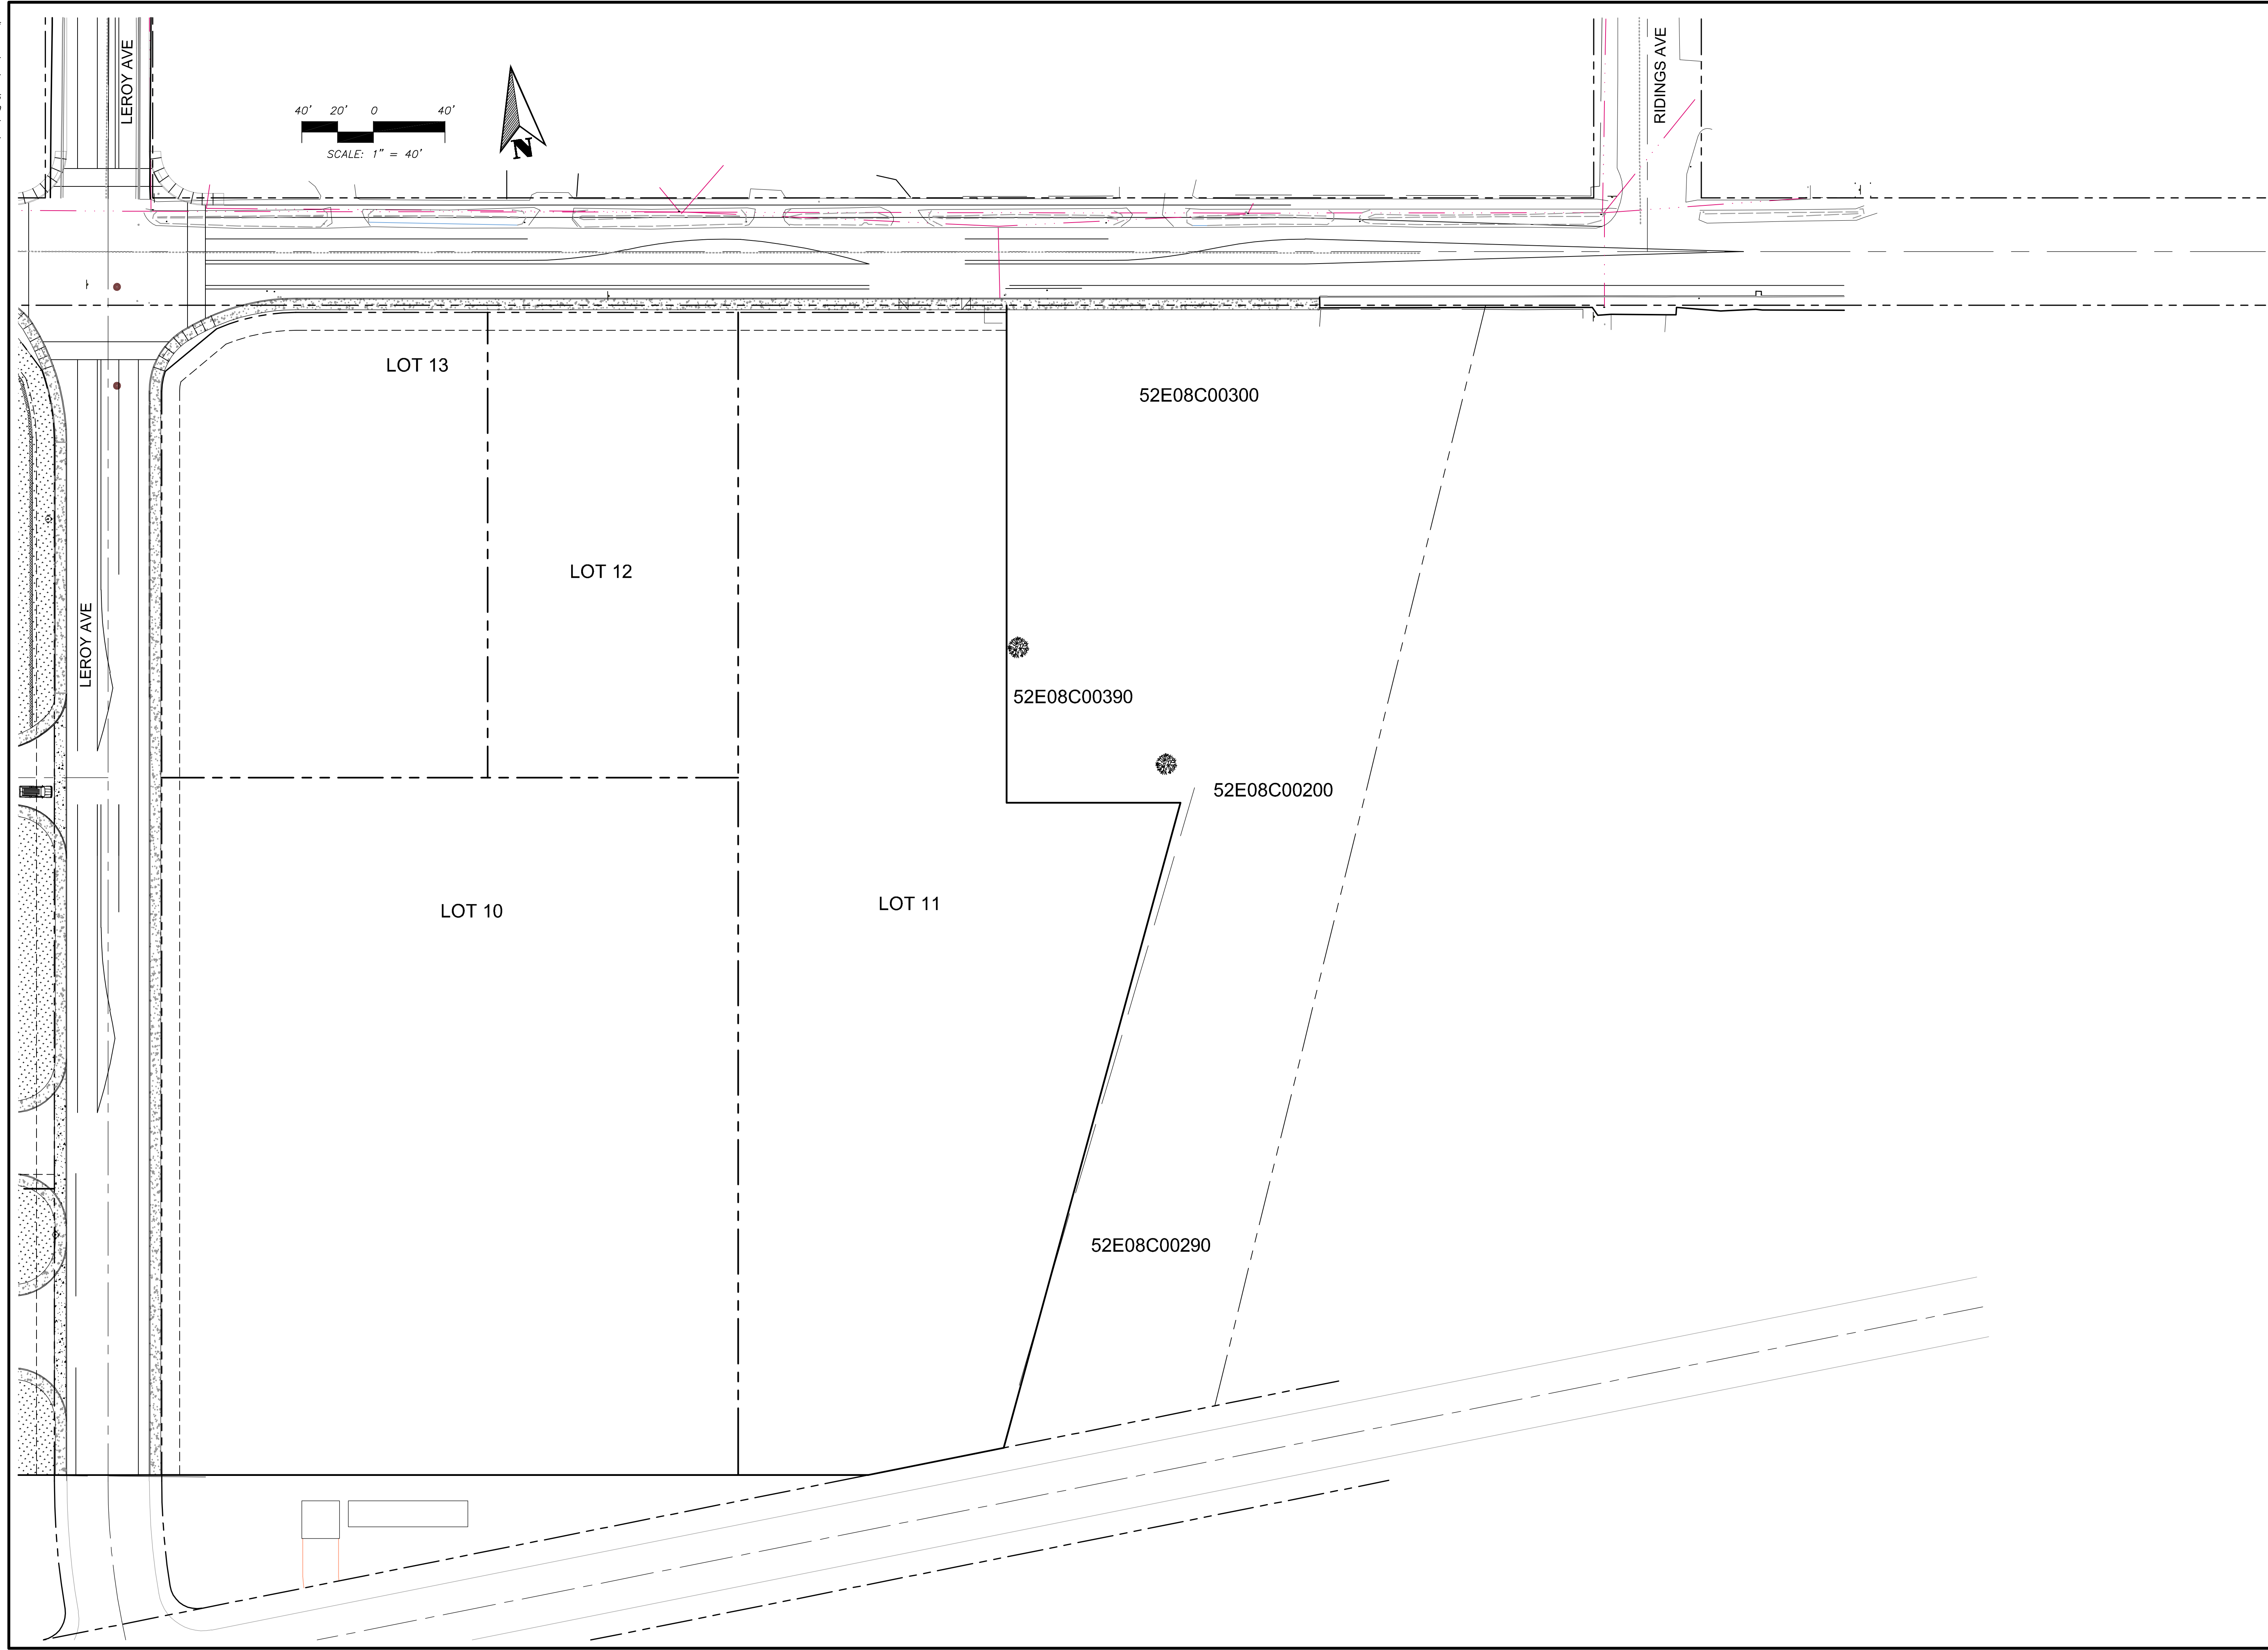 LEROY AVE
RIDINGS AVE
40' 20' 0 40'
SCALE: 1" = 40'
N
LOT 13
52E08C00300
LOT 12
LEROY AVE
52E08C00390
52E08C00200
LOT 10
LOT 11
52E08C00290